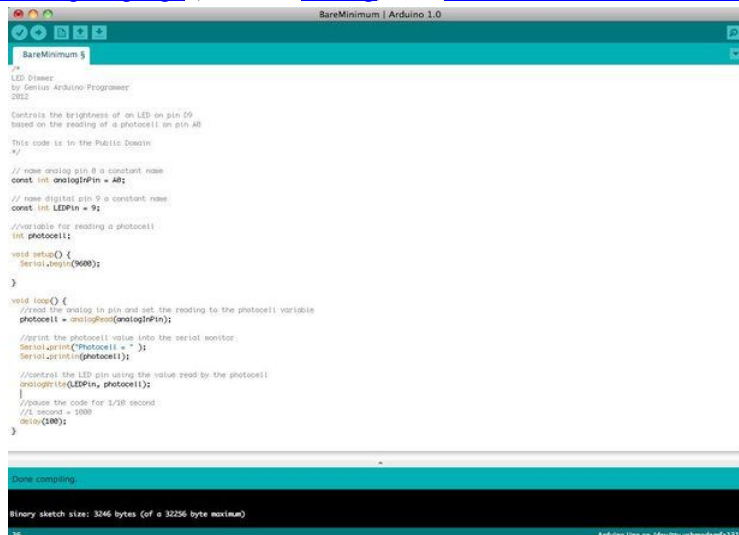 BareMinimum | Arduino 1.0
BareMinimum §
/*
LED Dimmer
by Genius Arduino Programmer
2012

Controls the brightness of an LED on pin D9
based on the reading of a photocell on pin A0

This code is in the Public Domain
*/

// name analog pin 0 a constant name
const int analogInPin = A0;

// name digital pin 9 a constant name
const int LEDPin = 9;

//variable for reading a photocell
int photocell;

void setup() {
  Serial.begin(9600);

}

void loop() {
  //read the analog in pin and set the reading to the photocell variable
  photocell = analogRead(analogInPin);

  //print the photocell value into the serial monitor
  Serial.print("Photocell = " );
  Serial.println(photocell);

  //control the LED pin using the value read by the photocell
  analogWrite(LEDPin, photocell);

  //pause the code for 1/10 second
  //1 second = 1000
  delay(100);
}
Done compiling.
Binary sketch size: 3246 bytes (of a 32256 byte maximum)
36
Arduino Uno on